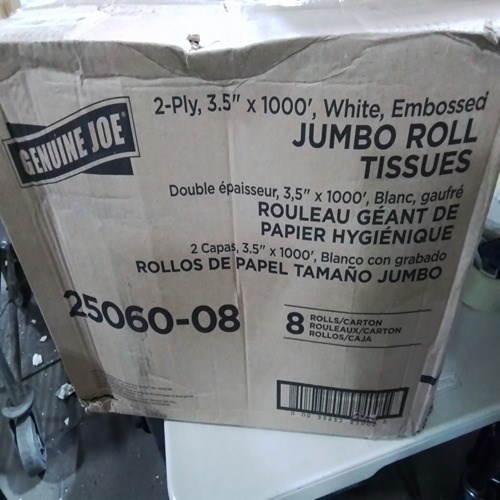 GENUINE JOE
2-Ply, 3.5" x 1000', White, Embossed
JUMBO ROLL
TISSUES
Double épaisseur, 3,5" x 1000', Blanc, gaufré
ROULEAU GÉANT DE
PAPIER HYGIÉNIQUE
2 Capas, 3.5" x 1000', Blanco con grabado
ROLLOS DE PAPEL TAMAÑO JUMBO
25060-08
8 ROLLS/CARTON
ROULEAUX/CARTON
ROLLOS/CAJA